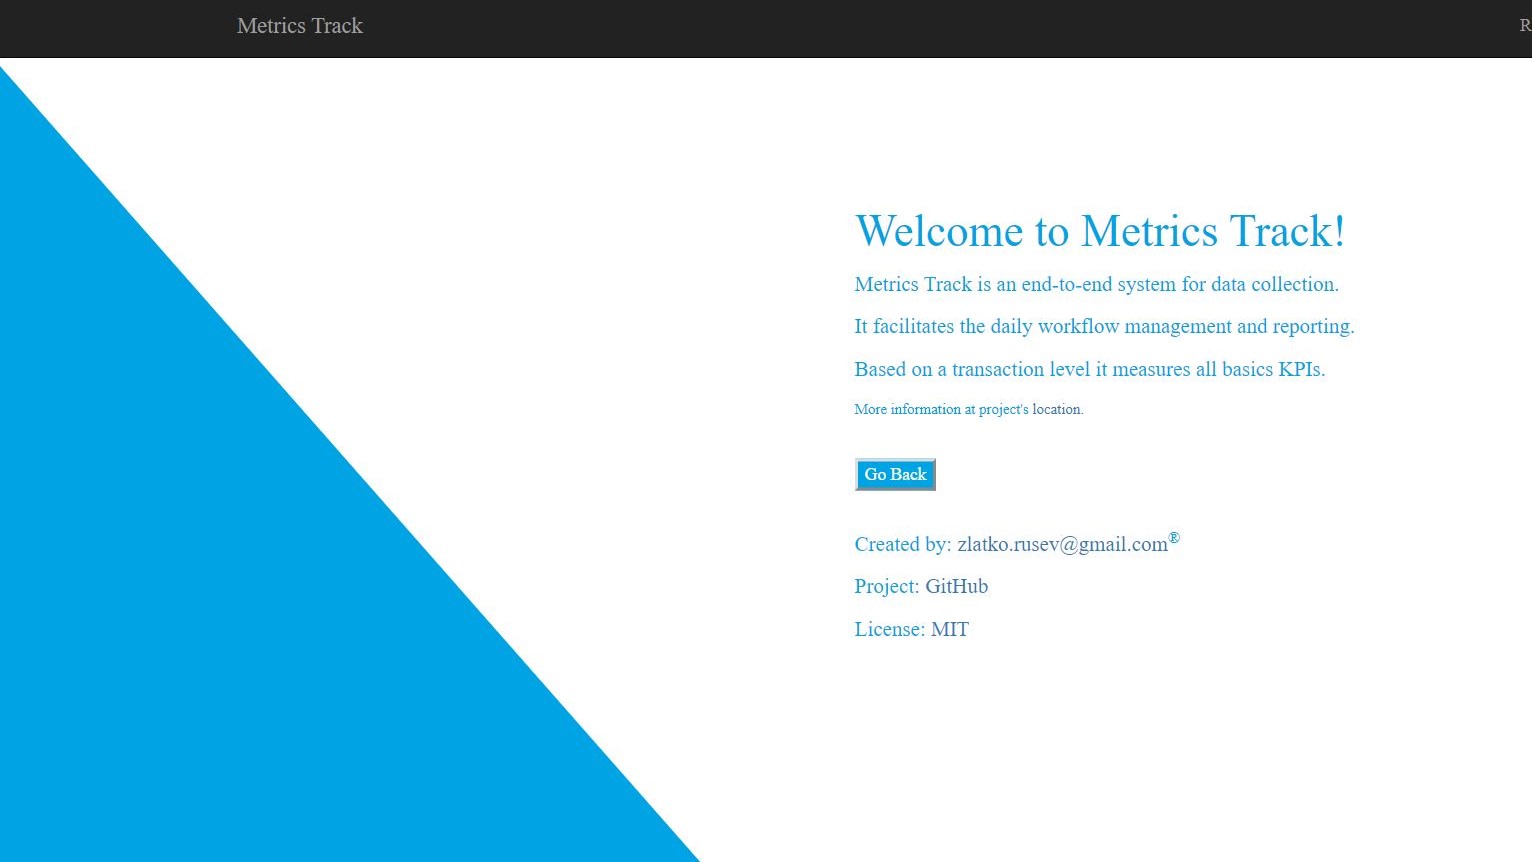 Metrics Track
R
Welcome to Metrics Track!
Metrics Track is an end-to-end system for data collection.
It facilitates the daily workflow management and reporting.
Based on a transaction level it measures all basics KPIs.
More information at project's location.
Go Back
Created by: zlatko.rusev@gmail.com®
Project: GitHub
License: MIT